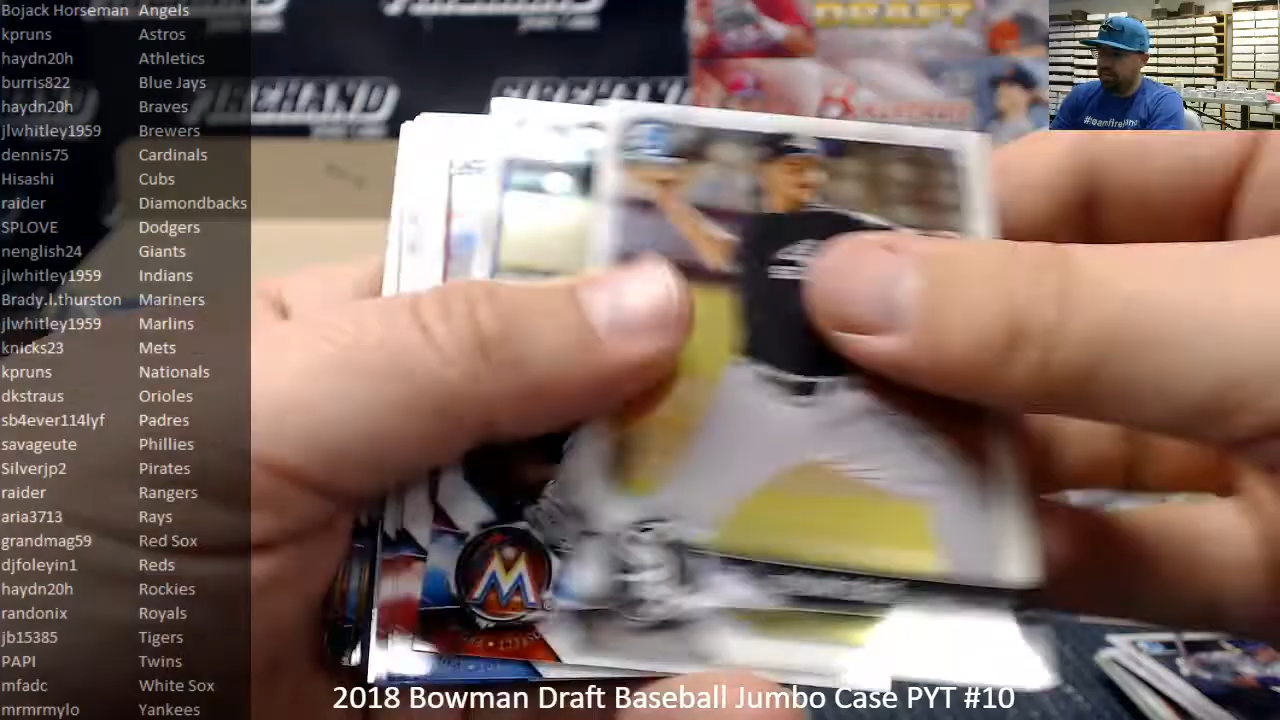 Bojack Horseman Angels
kpruns Astros
haydn20h Athletics
burris822 Blue Jays
haydn20h Braves
jlwhitley1959 Brewers
dennis75 Cardinals
Hisashi Cubs
raider Diamondbacks
SPLOVE Dodgers
nenglish24 Giants
jlwhitley1959 Indians
Brady.l.thurston Mariners
jlwhitley1959 Marlins
knicks23 Mets
kpruns Nationals
dkstraus Orioles
sb4ever114lyf Padres
savageute Phillies
Silverjp2 Pirates
raider Rangers
aria3713 Rays
grandmag59 Red Sox
djfoleyin1 Reds
haydn20h Rockies
randonix Royals
jb15385 Tigers
PAPI Twins
mfadc White Sox
mrmrmylo Yankees
DRAFT
FIREHAND
M
2018 Bowman Draft Baseball Jumbo Case PYT #10